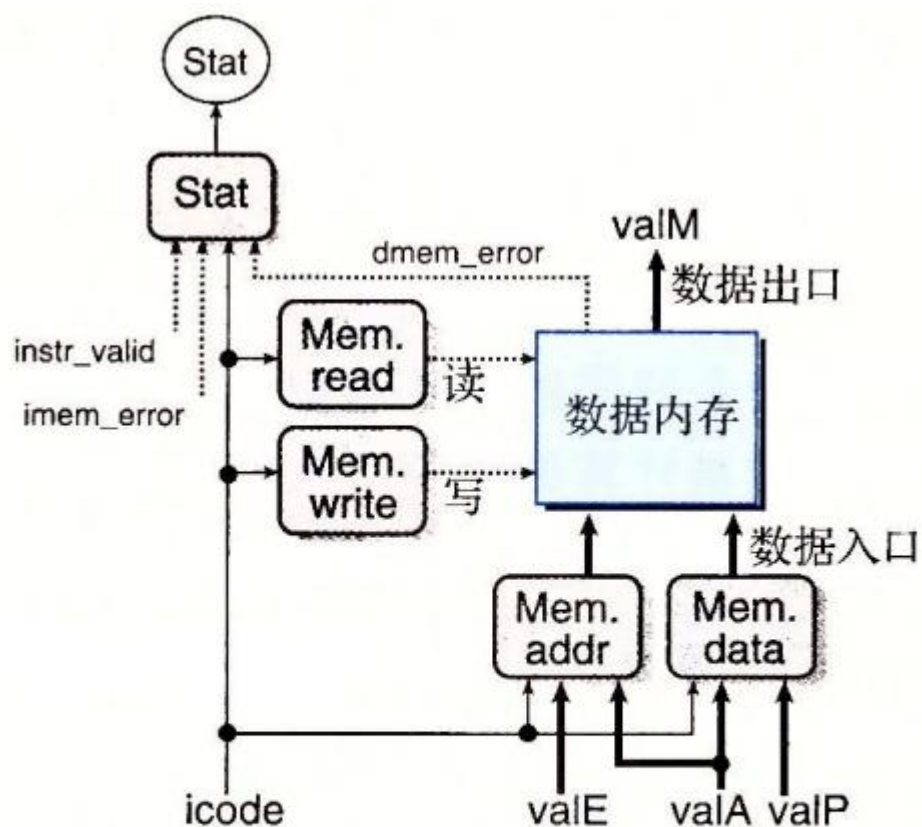 Stat
Stat
valM
dmem_error
数据出口
instr_valid
Mem.
read
读
imem_error
数据内存
Mem.
write
写
数据入口
Mem.
addr
Mem.
data
icode
valE
valA
valP